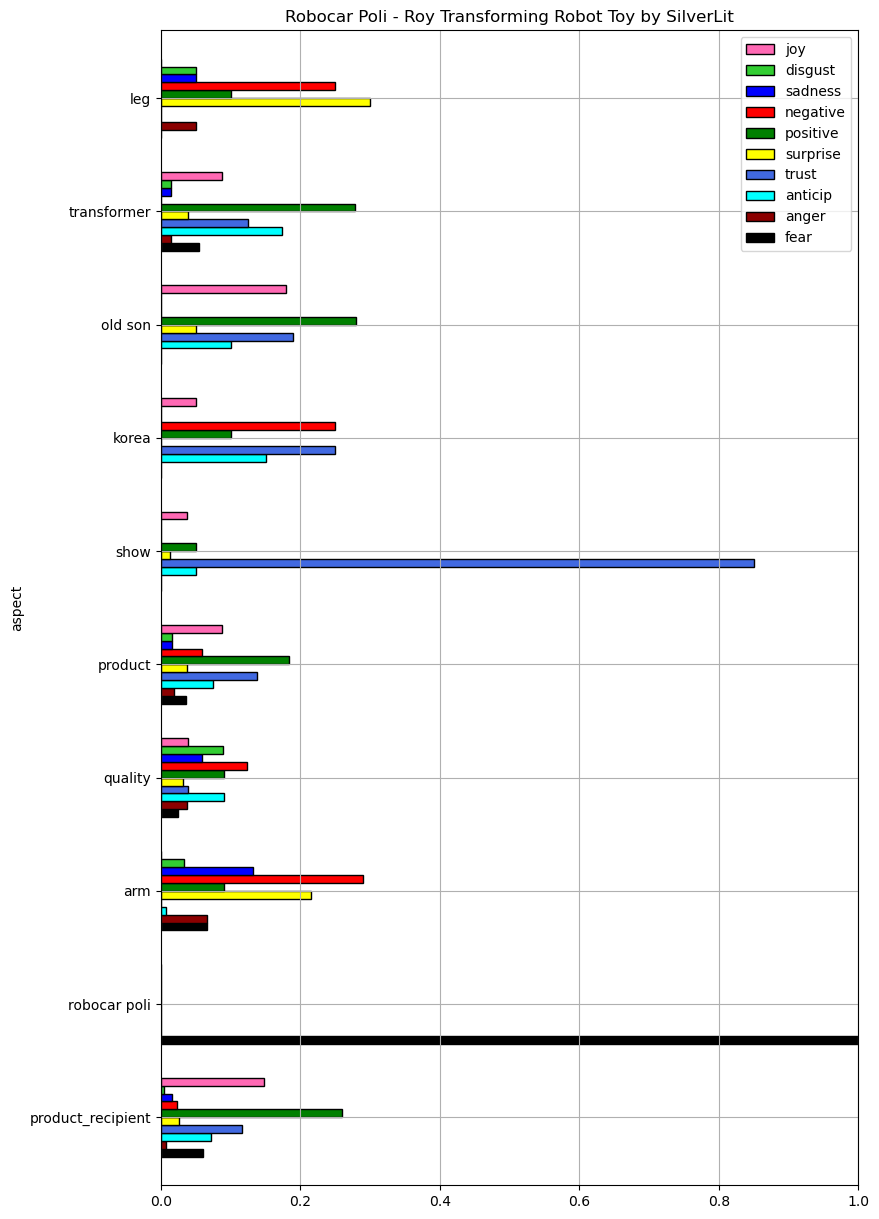 Robocar Poli - Roy Transforming Robot Toy by SilverLit
joy
disgust
sadness
negative
positive
surprise
trust
anticip
anger
fear
leg
transformer
old son
korea
show
product
quality
arm
robocar poli
product_recipient
aspect
0.0 0.2 0.4 0.6 0.8 1.0